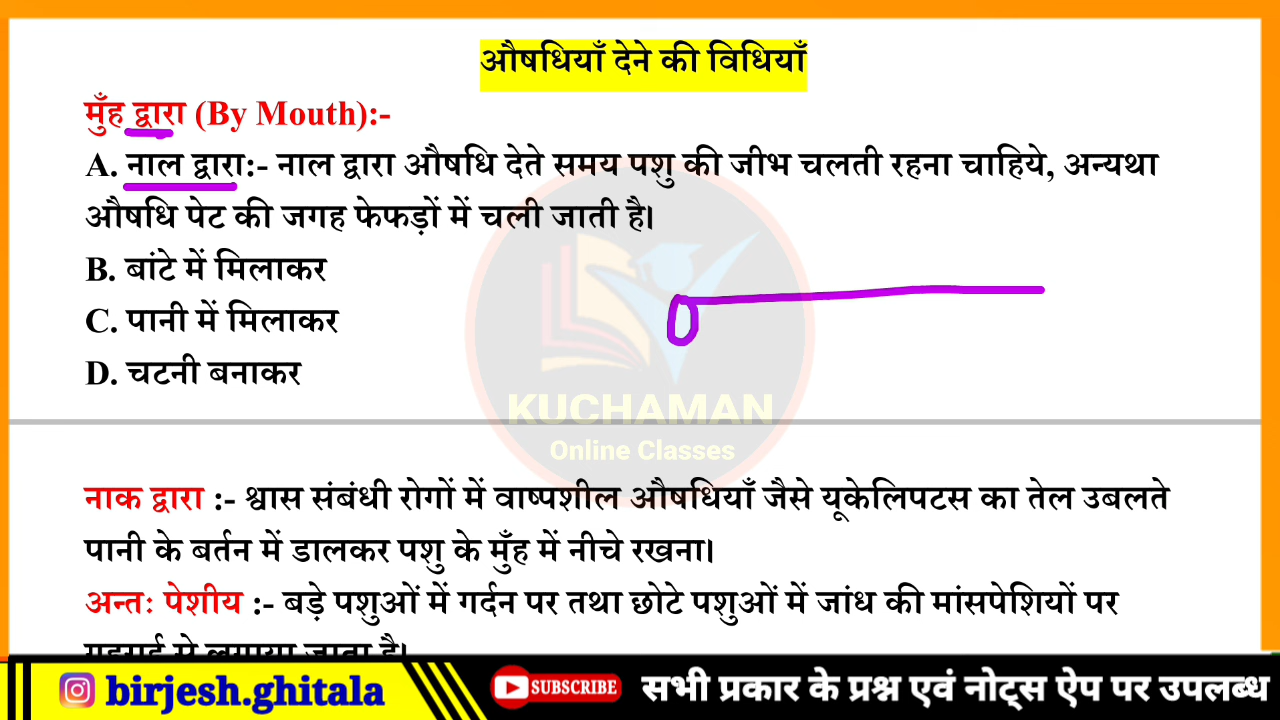 औषधियाँ देने की विधियाँ
मुँह द्वारा (By Mouth):-
A. नाल द्वारा:- नाल द्वारा औषधि देते समय पशु की जीभ चलती रहना चाहिये, अन्यथा
औषधि पेट की जगह फेफड़ों में चली जाती है।
B. बांटे में मिलाकर
C. पानी में मिलाकर
D. चटनी बनाकर
KUCHAMAN
Online Classes
नाक द्वारा :- श्वास संबंधी रोगों में वाष्पशील औषधियाँ जैसे यूकेलिपटस का तेल उबलते
पानी के बर्तन में डालकर पशु के मुँह में नीचे रखना।
अन्तः पेशीय :- बड़े पशुओं में गर्दन पर तथा छोटे पशुओं में जांध की मांसपेशियों पर
गहराई से लगाया जाता है।
birjesh.ghitala
SUBSCRIBE
सभी प्रकार के प्रश्न एवं नोट्स ऐप पर उपलब्ध